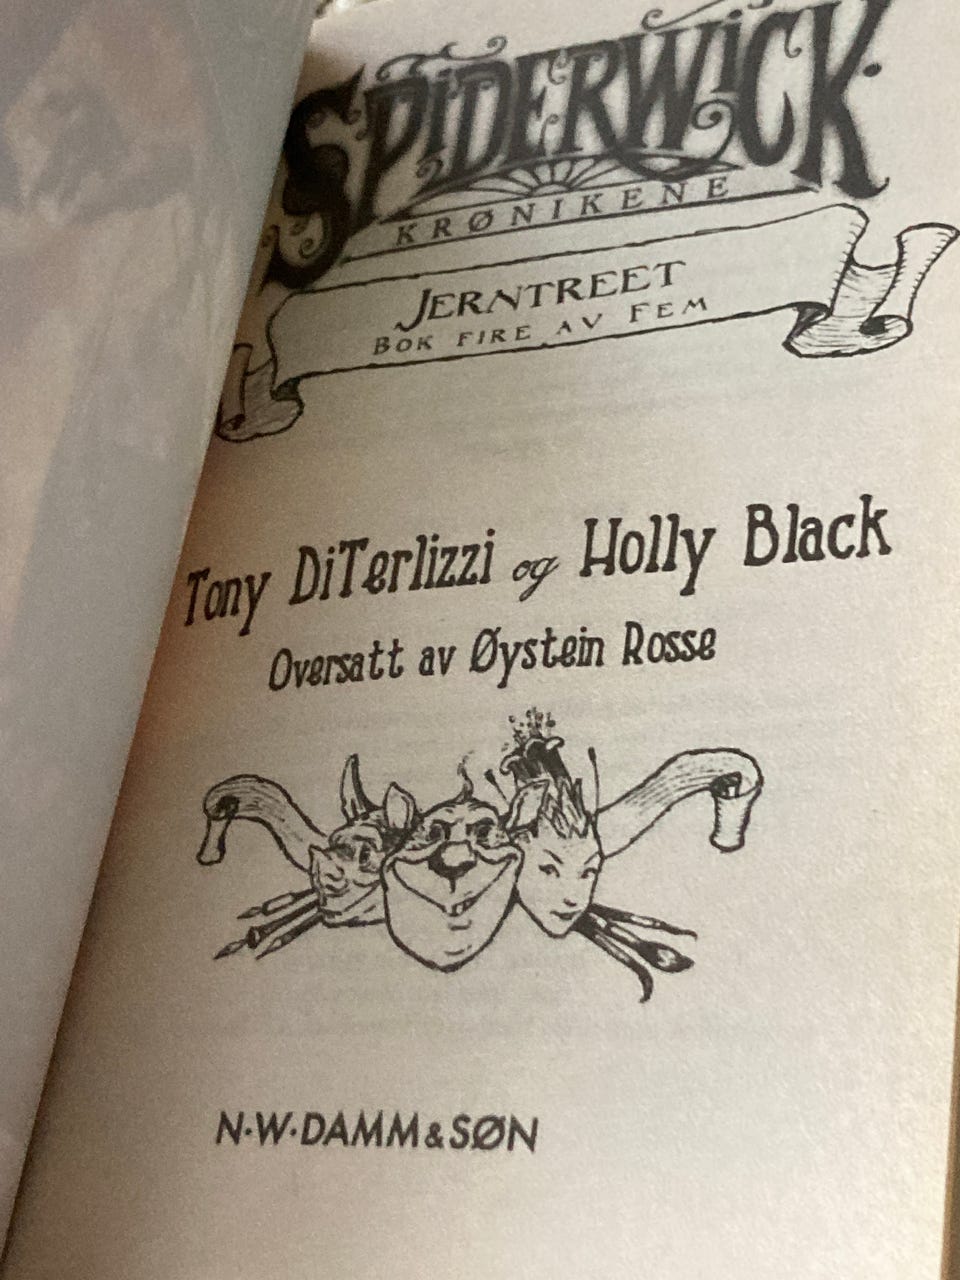 SPIDERWICK
KRØNIKENE
JERNTREET
BOK FIRE AV FEM
Tony DiTerlizzi og Holly Black
Oversatt av Øystein Rosse
N·W·DAMM & SØN